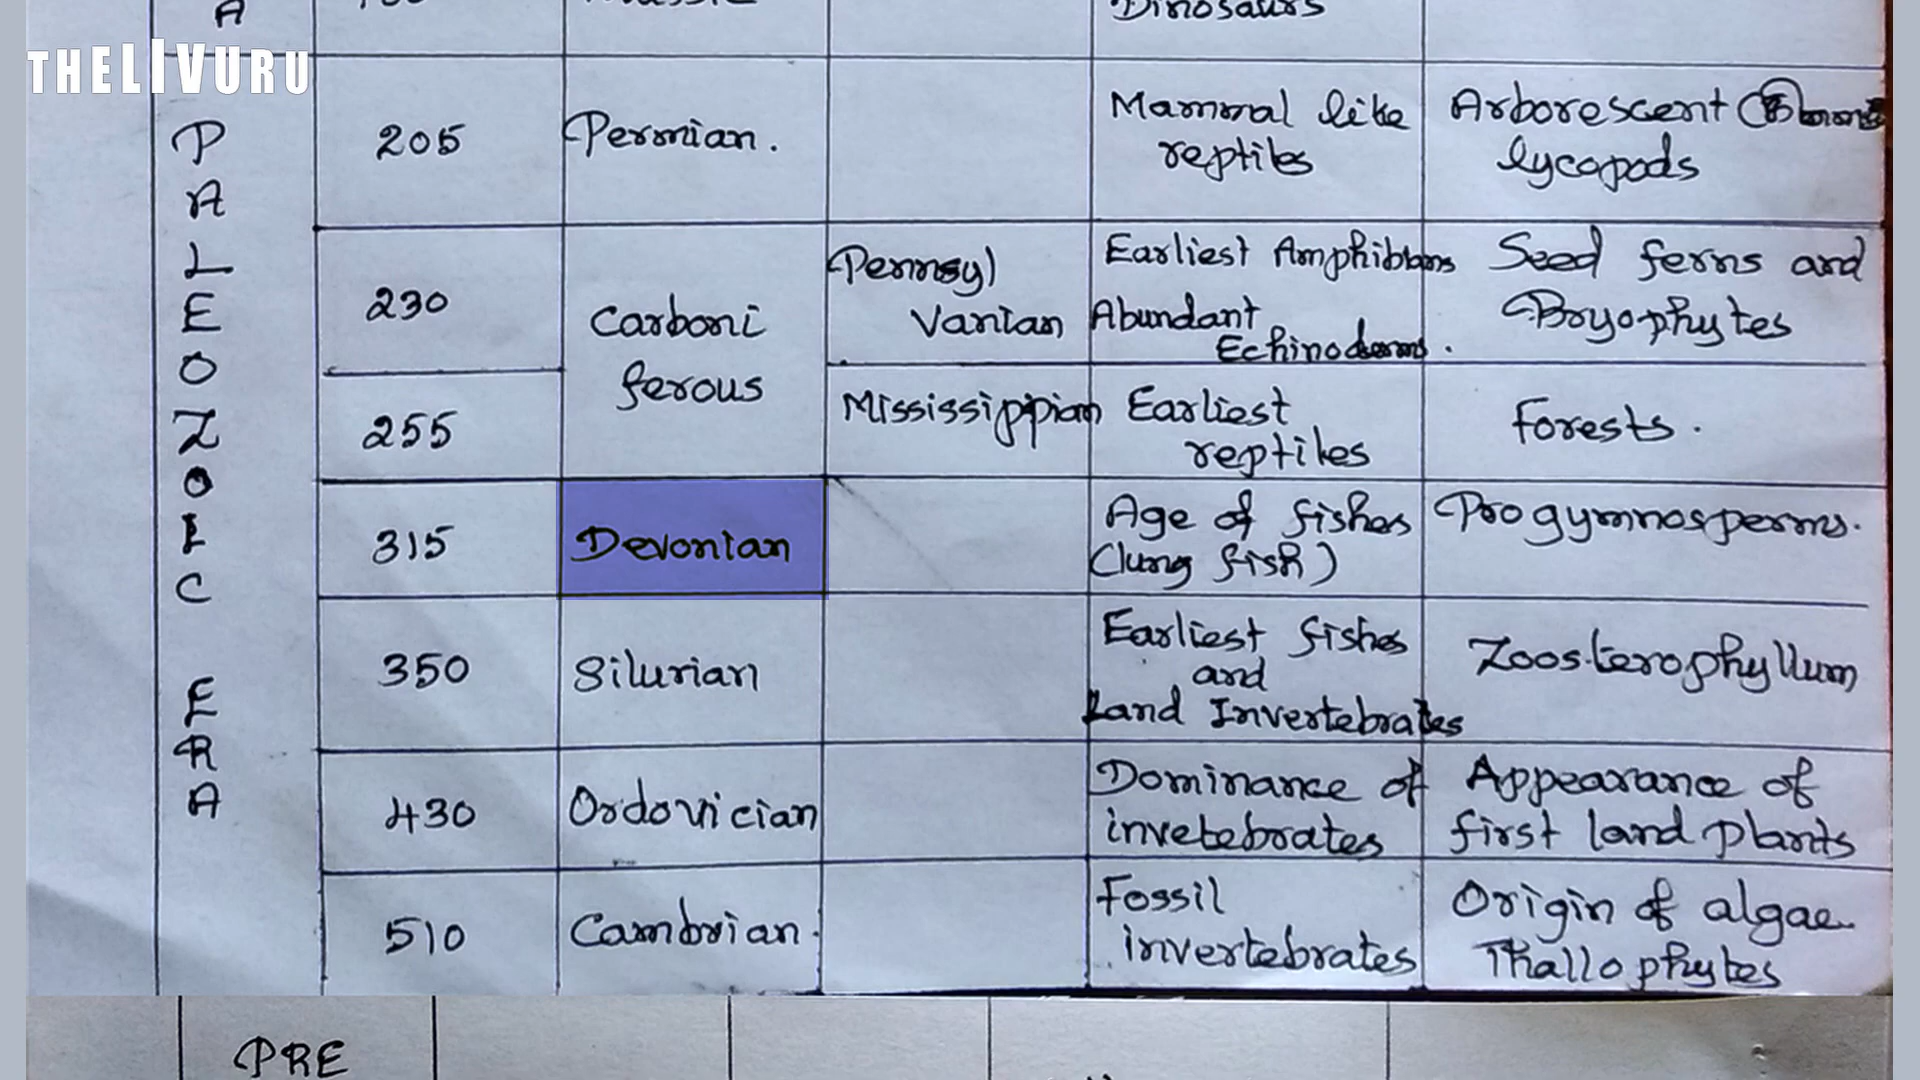 A
Dinosaurs
THELIVURU
PALEOZOIC ERA
205 Permian. Mammal like Arborescent
reptiles lycopods
230 Carboni Pennsyl Earliest Amphibians Seed ferns and
ferous Vanian Abundant Bryophytes
Echinoderms.
255 Mississippian Earliest Forests.
reptiles
315 Devonian Age of fishes Progymnosperms.
(lung fish)
350 Silurian Earliest fishes Zoosterophyllum
and
Land Invertebrates
430 Ordovician Dominance of Appearance of
invetebrates first land plants
510 Cambrian. Fossil Origin of algae
invertebrates Thallophytes
PRE